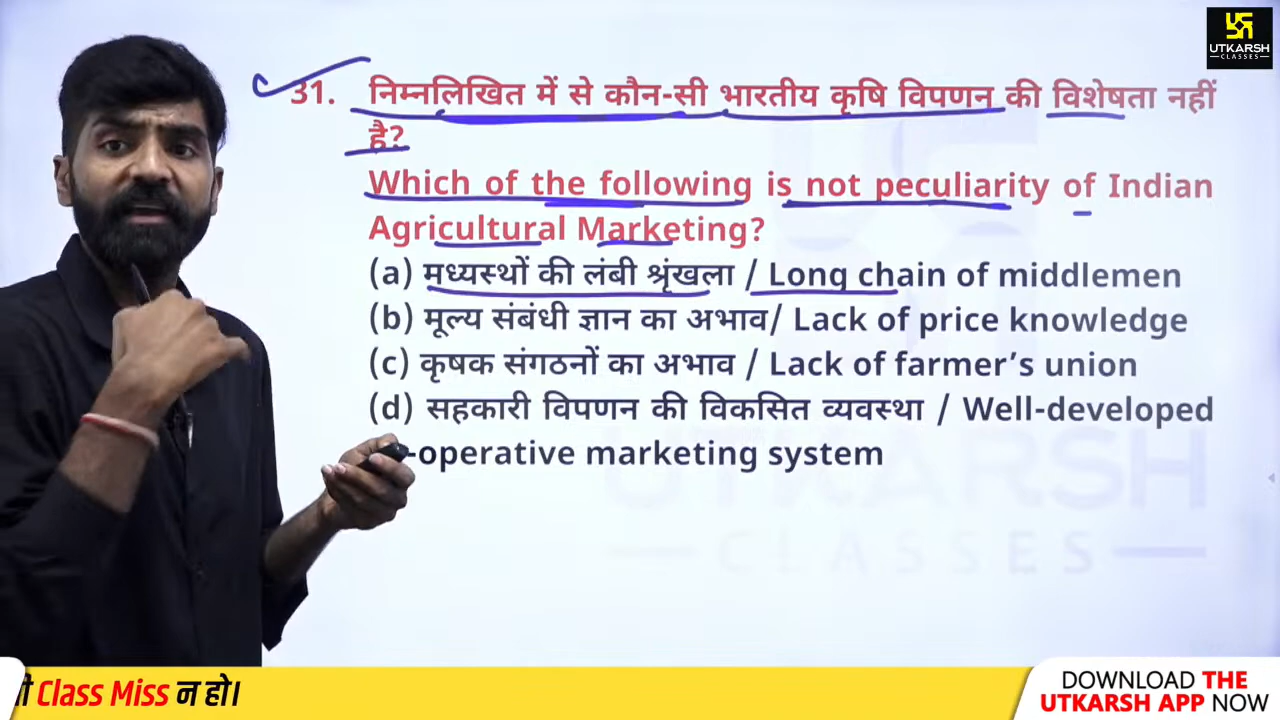 UTKARSH
CLASSES
31. निम्नलिखित में से कौन-सी भारतीय कृषि विपणन की विशेषता नहीं
है?
Which of the following is not peculiarity of Indian
Agricultural Marketing?
(a) मध्यस्थों की लंबी श्रृंखला / Long chain of middlemen
(b) मूल्य संबंधी ज्ञान का अभाव/ Lack of price knowledge
(c) कृषक संगठनों का अभाव / Lack of farmer's union
(d) सहकारी विपणन की विकसित व्यवस्था / Well-developed
-operative marketing system
UTKARSH
CLASSES
Class Miss न हो।
DOWNLOAD THE
UTKARSH APP NOW